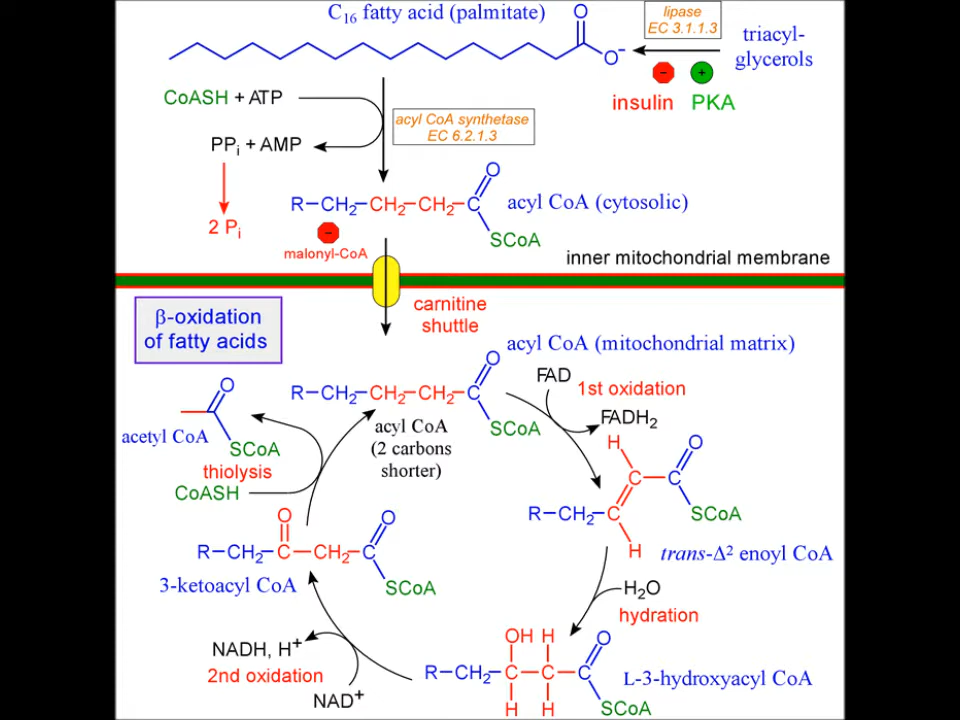 C16 fatty acid (palmitate)
O
O−
lipase
EC 3.1.1.3
triacyl-
glycerols
−
+
insulin PKA
CoASH + ATP
acyl CoA synthetase
EC 6.2.1.3
PPi + AMP
2 Pi
O
R–CH2–CH2–CH2–C
SCoA
acyl CoA (cytosolic)
−
malonyl-CoA
inner mitochondrial membrane
carnitine
shuttle
β-oxidation
of fatty acids
acyl CoA (mitochondrial matrix)
O
R–CH2–CH2–CH2–C
SCoA
FAD
1st oxidation
FADH2
O
acetyl CoA
SCoA
acyl CoA
(2 carbons
shorter)
thiolysis
CoASH
H
O
C–C
R–CH2–C
SCoA
H
trans-Δ2 enoyl CoA
O
O
R–CH2–C–CH2–C
SCoA
3-ketoacyl CoA
H2O
hydration
NADH, H+
2nd oxidation
NAD+
OH H
O
R–CH2–C–C–C
H H
SCoA
L-3-hydroxyacyl CoA